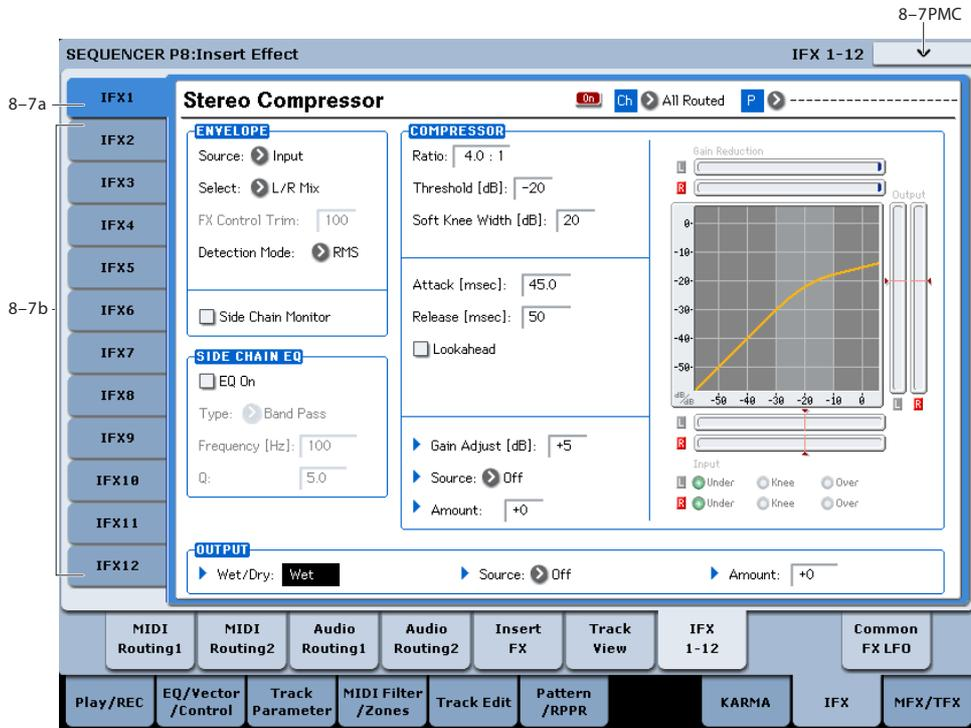 8–7PMC
SEQUENCER P8:Insert Effect
IFX 1-12
8–7a
8–7b
IFX1
IFX2
IFX3
IFX4
IFX5
IFX6
IFX7
IFX8
IFX9
IFX10
IFX11
IFX12
Stereo Compressor
On
Ch All Routed
P ------------------------
ENVELOPE
Source: Input
Select: L/R Mix
FX Control Trim: 100
Detection Mode: RMS
Side Chain Monitor
SIDE CHAIN EQ
EQ On
Type: Band Pass
Frequency [Hz]: 100
Q: 5.0
COMPRESSOR
Ratio: 4.0 : 1
Threshold [dB]: -20
Soft Knee Width [dB]: 20
Attack [msec]: 45.0
Release [msec]: 50
Lookahead
Gain Adjust [dB]: +5
Source: Off
Amount: +0
Gain Reduction
L
R
Output
0-
-10-
-20-
-30-
-40-
-50-
dB/dB -50 -40 -30 -20 -10 0
L R
L
R
Input
L Under Knee Over
R Under Knee Over
OUTPUT
Wet/Dry: Wet
Source: Off
Amount: +0
MIDI Routing1
MIDI Routing2
Audio Routing1
Audio Routing2
Insert FX
Track View
IFX 1-12
Common FX LFO
Play/REC
EQ/Vector /Control
Track Parameter
MIDI Filter /Zones
Track Edit
Pattern /RPPR
KARMA
IFX
MFX/TFX